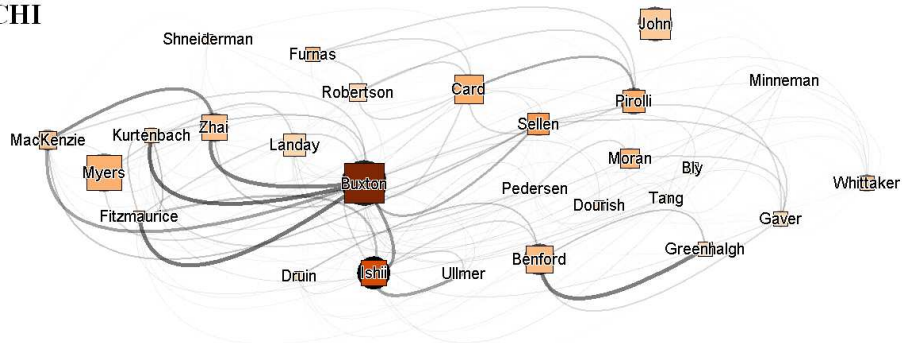 CHI
John
Shneiderman
Furnas
Minneman
Robertson
Card
Pirolli
Sellen
Zhai
Kurtenbach
MacKenzie
Landay
Moran
Bly
Myers
Buxton
Whittaker
Pedersen
Tang
Dourish
Fitzmaurice
Gaver
Greenhalgh
Benford
Druin
Ishii
Ullmer